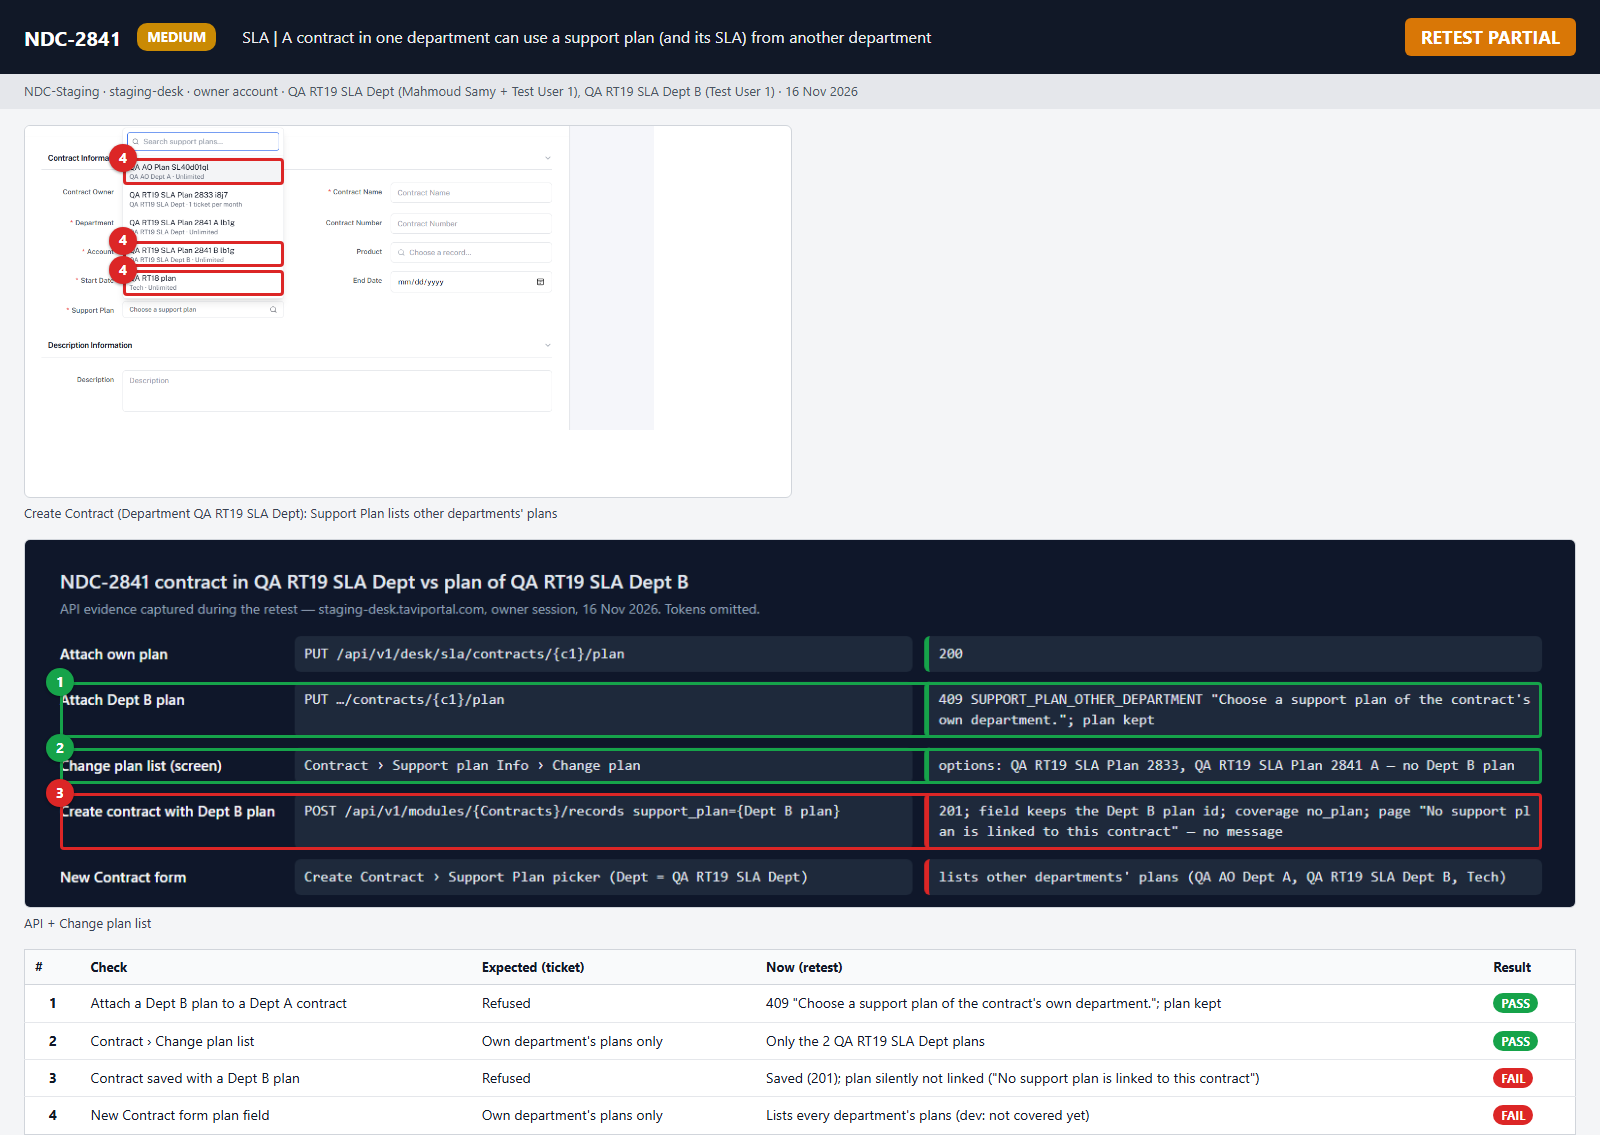 NDC-2841 MEDIUM SLA | A contract in one department can use a support plan (and its SLA) from another department RETEST PARTIAL
NDC-Staging · staging-desk · owner account · QA RT19 SLA Dept (Mahmoud Samy + Test User 1), QA RT19 SLA Dept B (Test User 1) · 16 Nov 2026
Search support plans...
Contract Informa
4
QA AO Plan SL40d01ql
QA AO Dept A · Unlimited
Contract Owner
QA RT19 SLA Plan 2833 i8j7
QA RT19 SLA Dept · 1 ticket per month
* Contract Name
Contract Name
* Department
QA RT19 SLA Plan 2841 A lb1g
QA RT19 SLA Dept · Unlimited
Contract Number
Contract Number
4
* Account
QA RT19 SLA Plan 2841 B lb1g
QA RT19 SLA Dept B · Unlimited
Product
Choose a record...
4
* Start Date
QA RT18 plan
Tech · Unlimited
End Date
mm/dd/yyyy
* Support Plan
Choose a support plan
Description Information
Description
Description
Create Contract (Department QA RT19 SLA Dept): Support Plan lists other departments' plans
NDC-2841 contract in QA RT19 SLA Dept vs plan of QA RT19 SLA Dept B
API evidence captured during the retest — staging-desk.taviportal.com, owner session, 16 Nov 2026. Tokens omitted.
Attach own plan PUT /api/v1/desk/sla/contracts/{c1}/plan 200
1
Attach Dept B plan PUT …/contracts/{c1}/plan 409 SUPPORT_PLAN_OTHER_DEPARTMENT "Choose a support plan of the contract's
own department."; plan kept
2
Change plan list (screen) Contract › Support plan Info › Change plan options: QA RT19 SLA Plan 2833, QA RT19 SLA Plan 2841 A — no Dept B plan
3
Create contract with Dept B plan POST /api/v1/modules/{Contracts}/records support_plan={Dept B plan} 201; field keeps the Dept B plan id; coverage no_plan; page "No support pl
an is linked to this contract" — no message
New Contract form Create Contract › Support Plan picker (Dept = QA RT19 SLA Dept) lists other departments' plans (QA AO Dept A, QA RT19 SLA Dept B, Tech)
API + Change plan list
# Check Expected (ticket) Now (retest) Result
1 Attach a Dept B plan to a Dept A contract Refused 409 "Choose a support plan of the contract's own department."; plan kept PASS
2 Contract › Change plan list Own department's plans only Only the 2 QA RT19 SLA Dept plans PASS
3 Contract saved with a Dept B plan Refused Saved (201); plan silently not linked ("No support plan is linked to this contract") FAIL
4 New Contract form plan field Own department's plans only Lists every department's plans (dev: not covered yet) FAIL